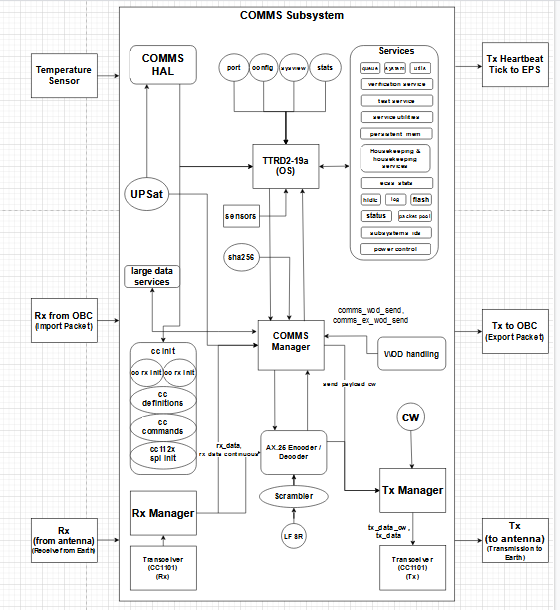 COMMS Subsystem
Temperature
Sensor
COMMS
HAL
port
config
sysview
stats
Services
queue
system
utils
verification service
test service
service utilities
persistent mem
Housekeeping &
housekeeping
services
ecss stats
hldlc
log
flash
status
packet pool
subsystems ids
power control
Tx Heartbeat
Tick to EPS
TTRD2-19a
(OS)
UPSat
sensors
sha256
large data
services
Rx from OBC
(Import Packet)
comms_wod_send,
comms_ex_wod_send
COMMS
Manager
WOD handling
Tx to OBC
(Export Packet)
cc init
cc rx init
cc rx init
cc
definitions
cc
commands
cc112x
spi init
send payload cw
CW
rx_data,
rx data continuous
AX.25 Encoder /
Decoder
Scrambler
LFSR
Tx Manager
Rx Manager
tx_data_cw,
tx_data
Rx
(from antenna)
(Receive from Earth)
Transceiver
(CC1101)
(Rx)
Transceiver
(CC1101)
(Tx)
Tx
(to antenna)
(Transmission to
Earth)